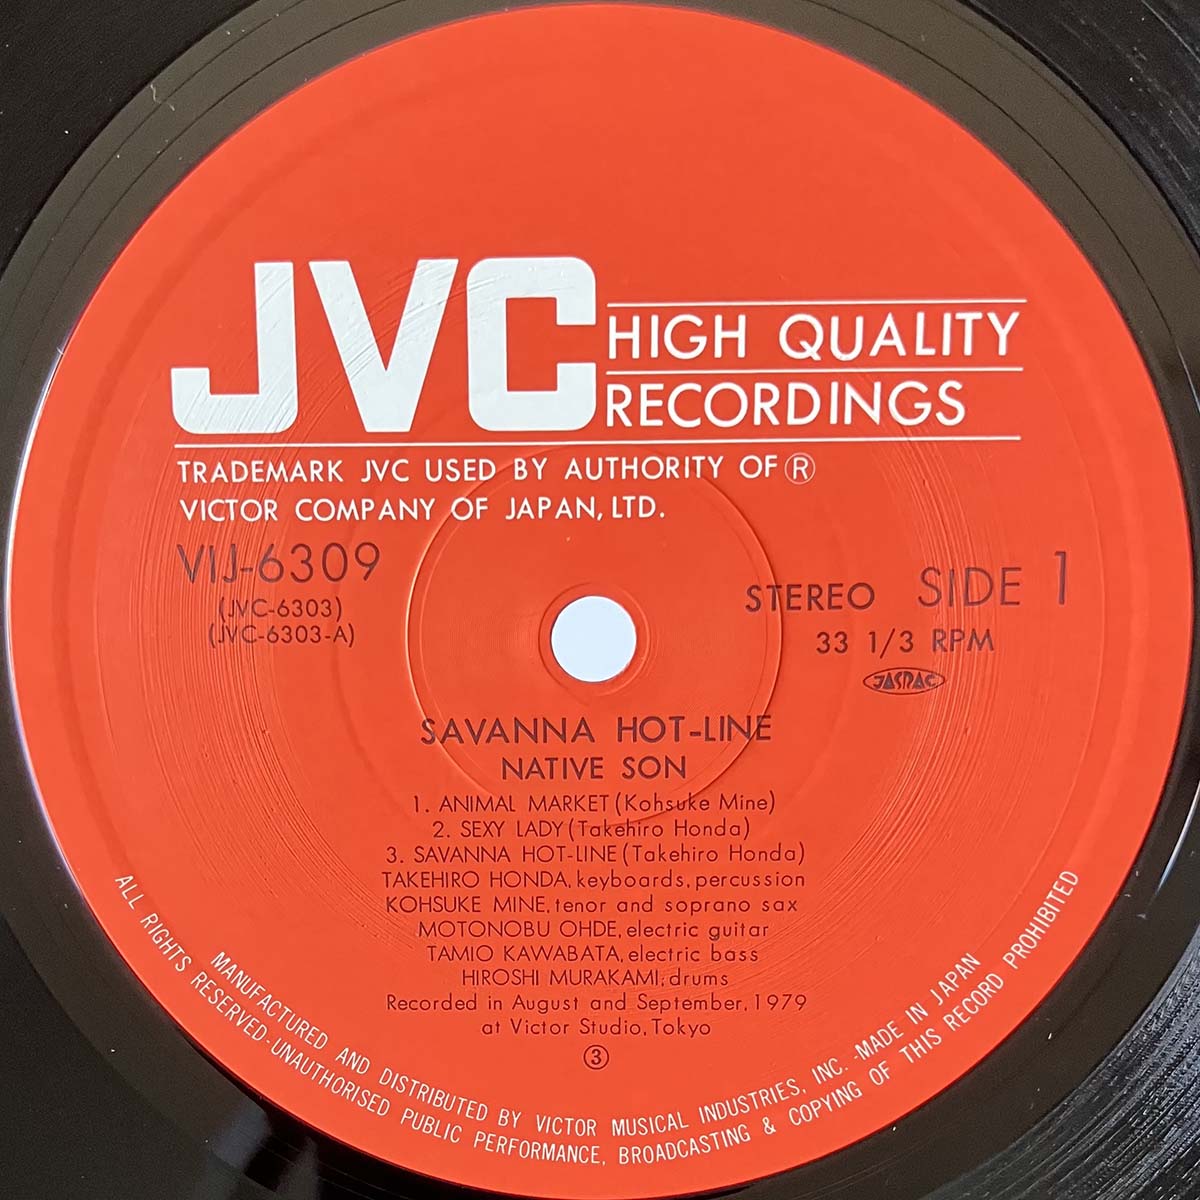 JVC
HIGH QUALITY
RECORDINGS
TRADEMARK JVC USED BY AUTHORITY OF ®
VICTOR COMPANY OF JAPAN, LTD.
VIJ-6309
(JVC-6303)
(JVC-6303-A)
STEREO SIDE 1
33 1/3 RPM
JASRAC
SAVANNA HOT-LINE
NATIVE SON
1. ANIMAL MARKET (Kohsuke Mine)
2. SEXY LADY (Takehiro Honda)
3. SAVANNA HOT-LINE (Takehiro Honda)
TAKEHIRO HONDA, keyboards, percussion
KOHSUKE MINE, tenor and soprano sax
MOTONOBU OHDE, electric guitar
TAMIO KAWABATA, electric bass
HIROSHI MURAKAMI, drums
Recorded in August and September, 1979
at Victor Studio, Tokyo
③
MANUFACTURED AND DISTRIBUTED BY VICTOR MUSICAL INDUSTRIES, INC. -MADE IN JAPAN
ALL RIGHTS RESERVED-UNAUTHORISED PUBLIC PERFORMANCE, BROADCASTING & COPYING OF THIS RECORD PROHIBITED